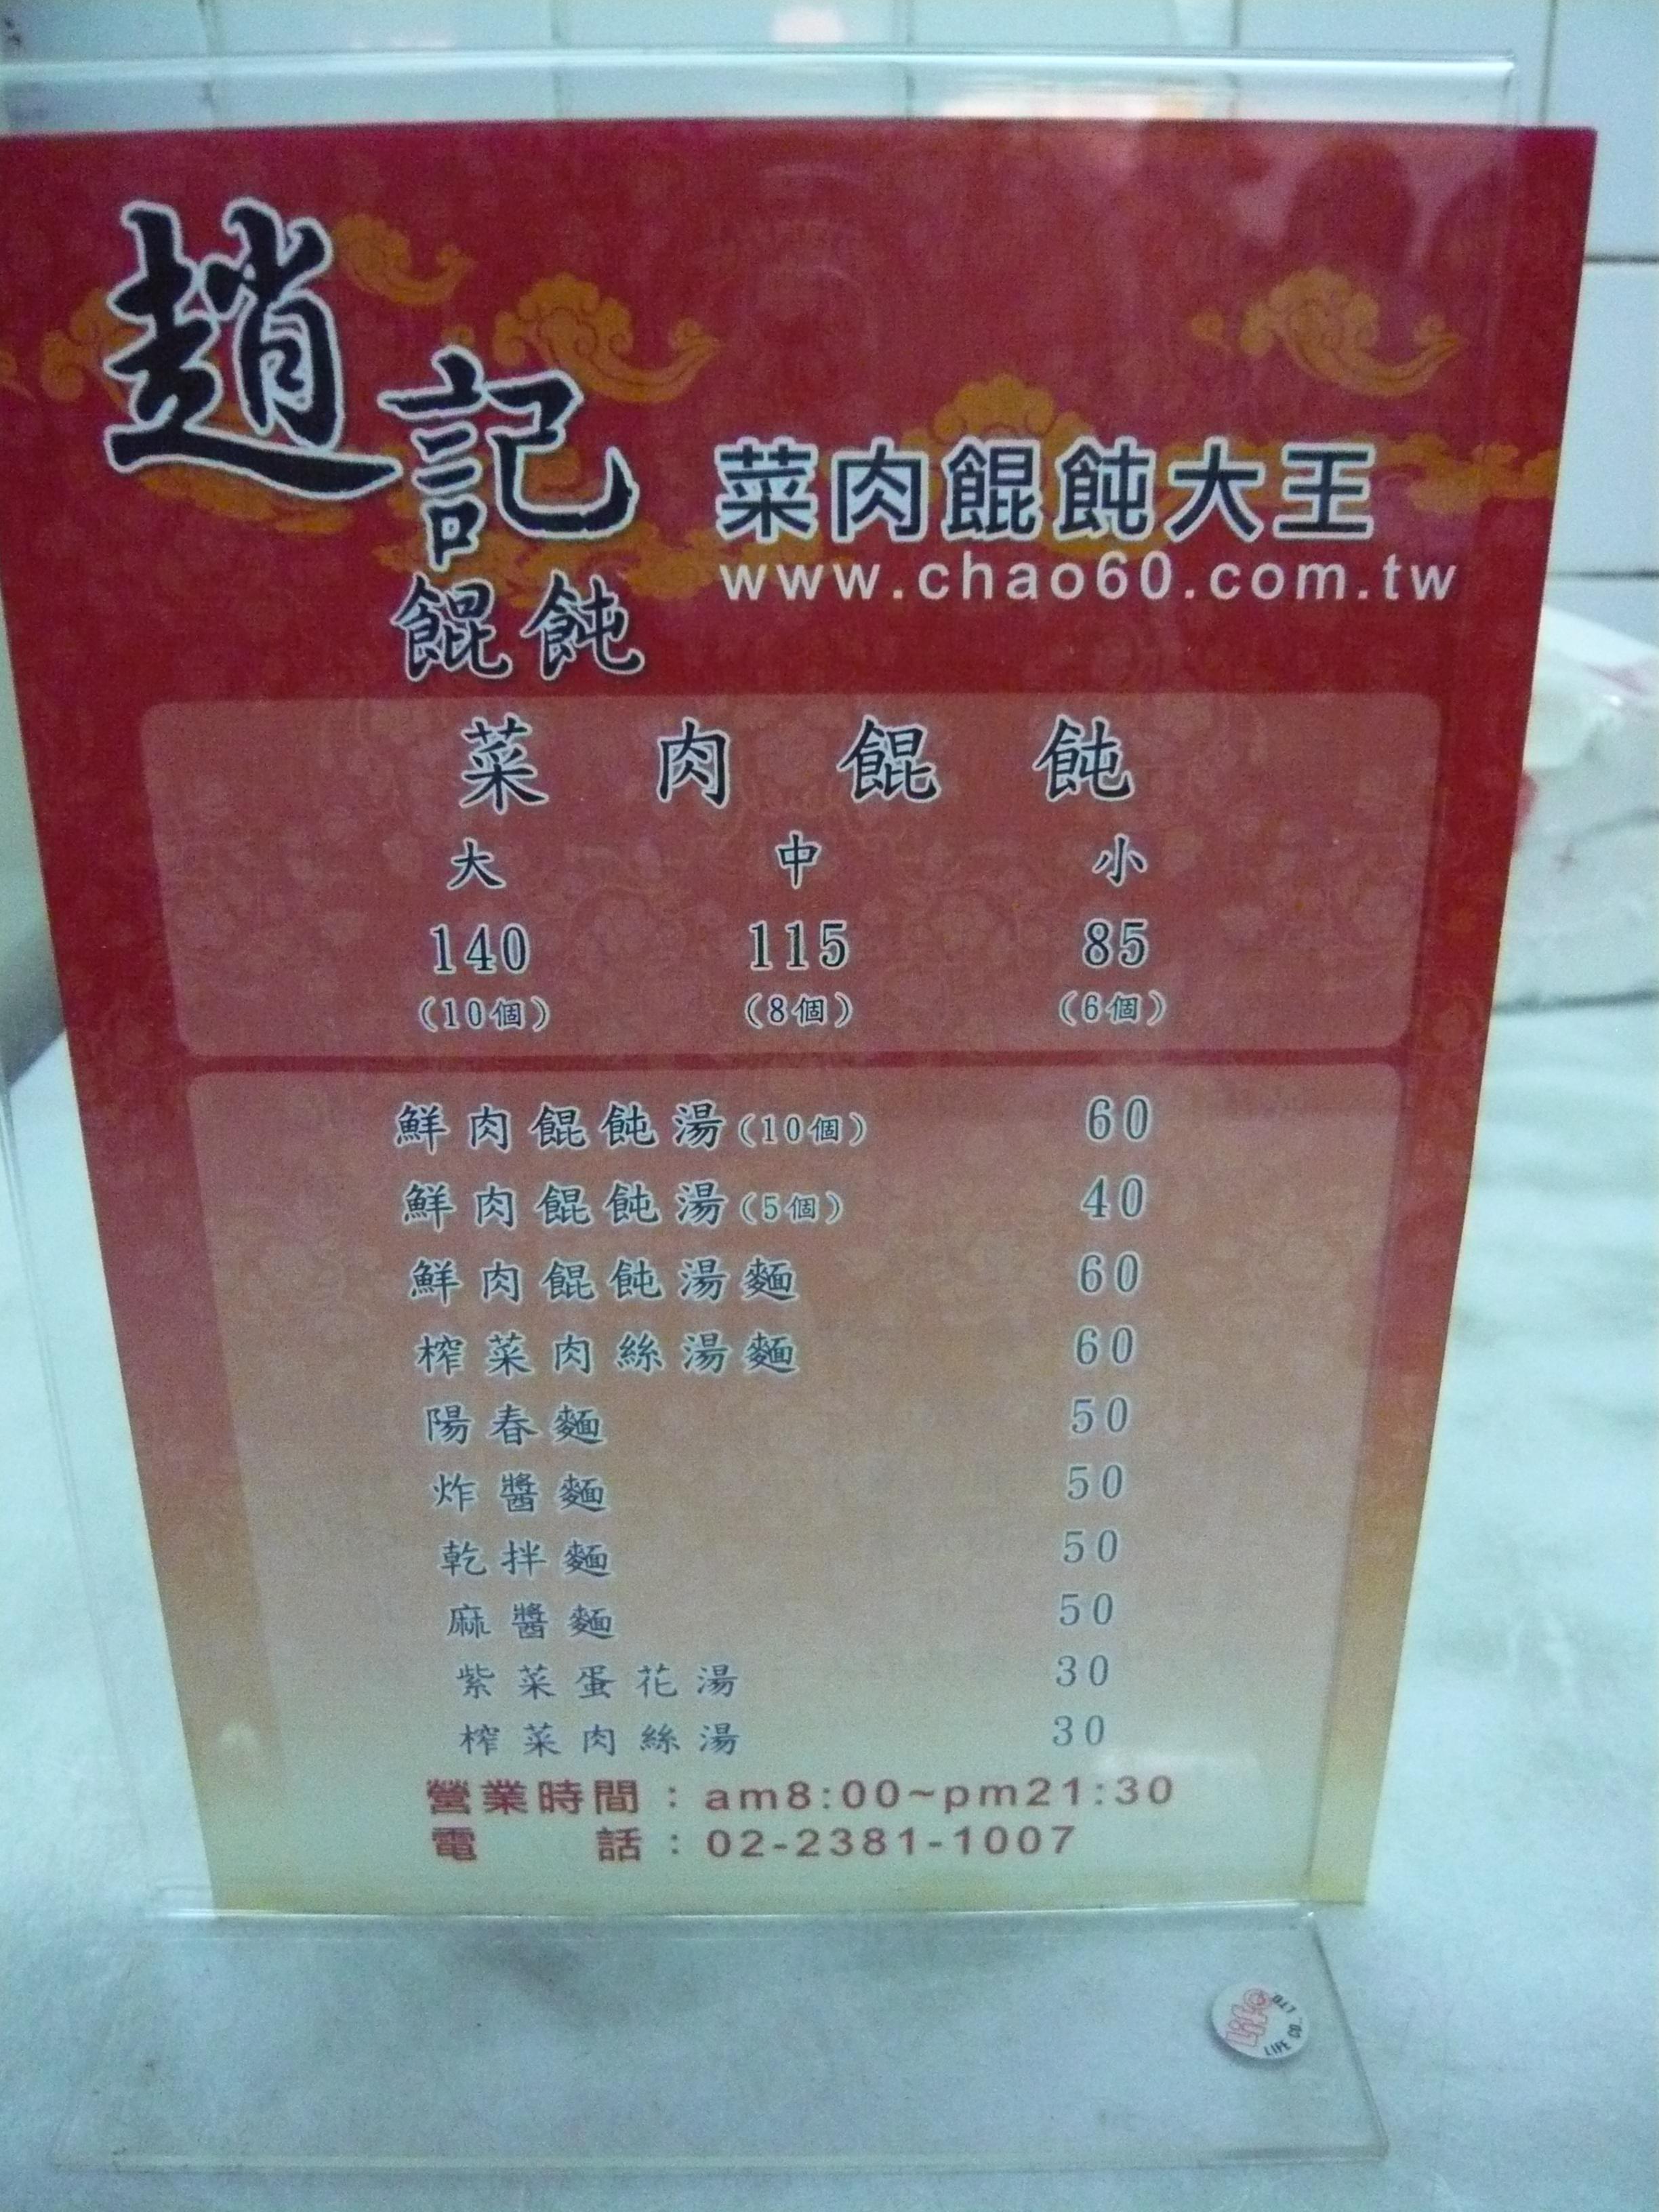 趙記
餛飩
菜肉餛飩大王
www.chao60.com.tw
菜肉餛飩
大 中 小
140 115 85
(10個) (8個) (6個)
鮮肉餛飩湯(10個) 60
鮮肉餛飩湯(5個) 40
鮮肉餛飩湯麵 60
榨菜肉絲湯麵 60
陽春麵 50
炸醬麵 50
乾拌麵 50
麻醬麵 50
紫菜蛋花湯 30
榨菜肉絲湯 30
營業時間：am8:00~pm21:30
電話：02-2381-1007
Life
LIFE CO., LTD